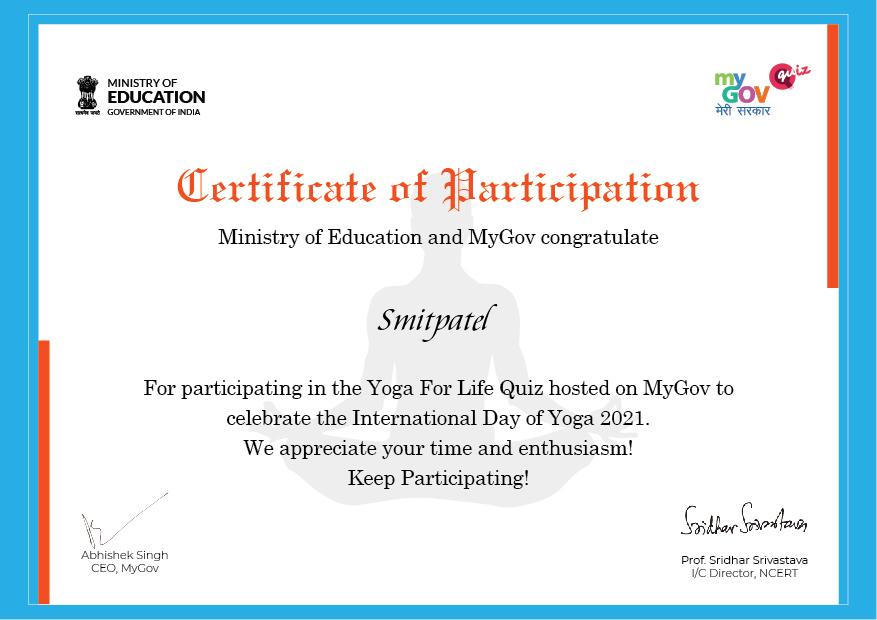 MINISTRY OF
EDUCATION
GOVERNMENT OF INDIA
सत्यमेव जयते
my quiz
GOV
मेरी सरकार
Certificate of Participation
Ministry of Education and MyGov congratulate
Smitpatel
For participating in the Yoga For Life Quiz hosted on MyGov to
celebrate the International Day of Yoga 2021.
We appreciate your time and enthusiasm!
Keep Participating!
Abhishek Singh
CEO, MyGov
Sridhar Srivastava
Prof. Sridhar Srivastava
I/C Director, NCERT